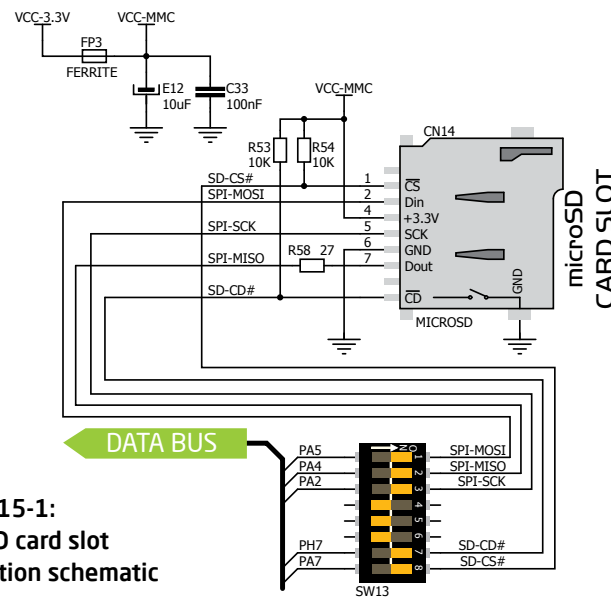 VCC-3.3V
VCC-MMC
FP3
FERRITE
E12
10uF
C33
100nF
VCC-MMC
R53
10K
R54
10K
CN14
SD-CS#
SPI-MOSI
SPI-SCK
SPI-MISO
SD-CD#
R58 27
1
2
4
5
6
7
CS
Din
+3.3V
SCK
GND
Dout
CD
GND
MICROSD
microSD
CARD SLOT
DATA BUS
PA5
PA4
PA2
PH7
PA7
ON
1
2
3
4
5
6
7
8
SPI-MOSI
SPI-MISO
SPI-SCK
SD-CD#
SD-CS#
SW13
15-1:
card slot
tion schematic